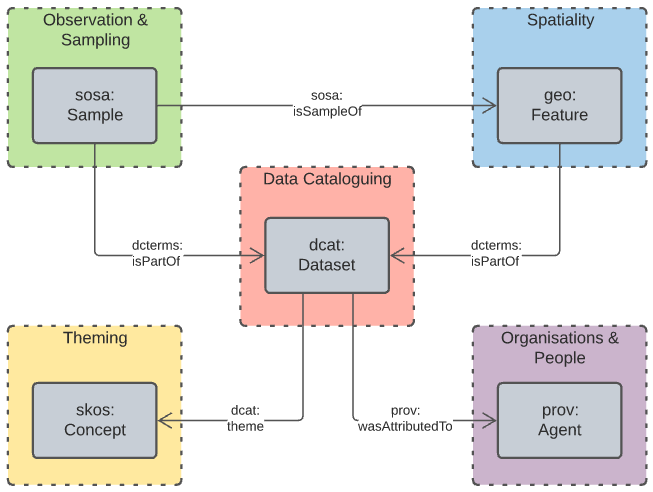 Observation &
Sampling
Spatiality
sosa:
Sample
sosa:
isSampleOf
geo:
Feature
Data Cataloguing
dcterms:
isPartOf
dcat:
Dataset
dcterms:
isPartOf
Theming
Organisations &
People
skos:
Concept
dcat:
theme
prov:
wasAttributedTo
prov:
Agent